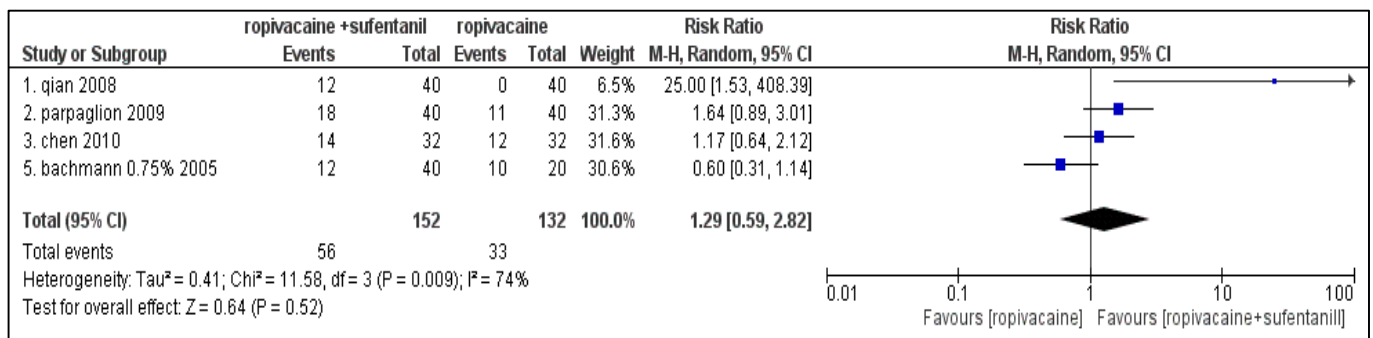 ropivacaine +sufentanil ropivacaine Risk Ratio Risk Ratio
Study or Subgroup Events Total Events Total Weight M-H, Random, 95% CI M-H, Random, 95% CI
1. qian 2008 12 40 0 40 6.5% 25.00 [1.53, 408.39]
2. parpaglion 2009 18 40 11 40 31.3% 1.64 [0.89, 3.01]
3. chen 2010 14 32 12 32 31.6% 1.17 [0.64, 2.12]
5. bachmann 0.75% 2005 12 40 10 20 30.6% 0.60 [0.31, 1.14]
Total (95% CI) 152 132 100.0% 1.29 [0.59, 2.82]
Total events 56 33
Heterogeneity: Tau² = 0.41; Chi² = 11.58, df = 3 (P = 0.009); I² = 74%
Test for overall effect: Z = 0.64 (P = 0.52)
0.01 0.1 1 10 100
Favours [ropivacaine] Favours [ropivacaine+sufentanill]